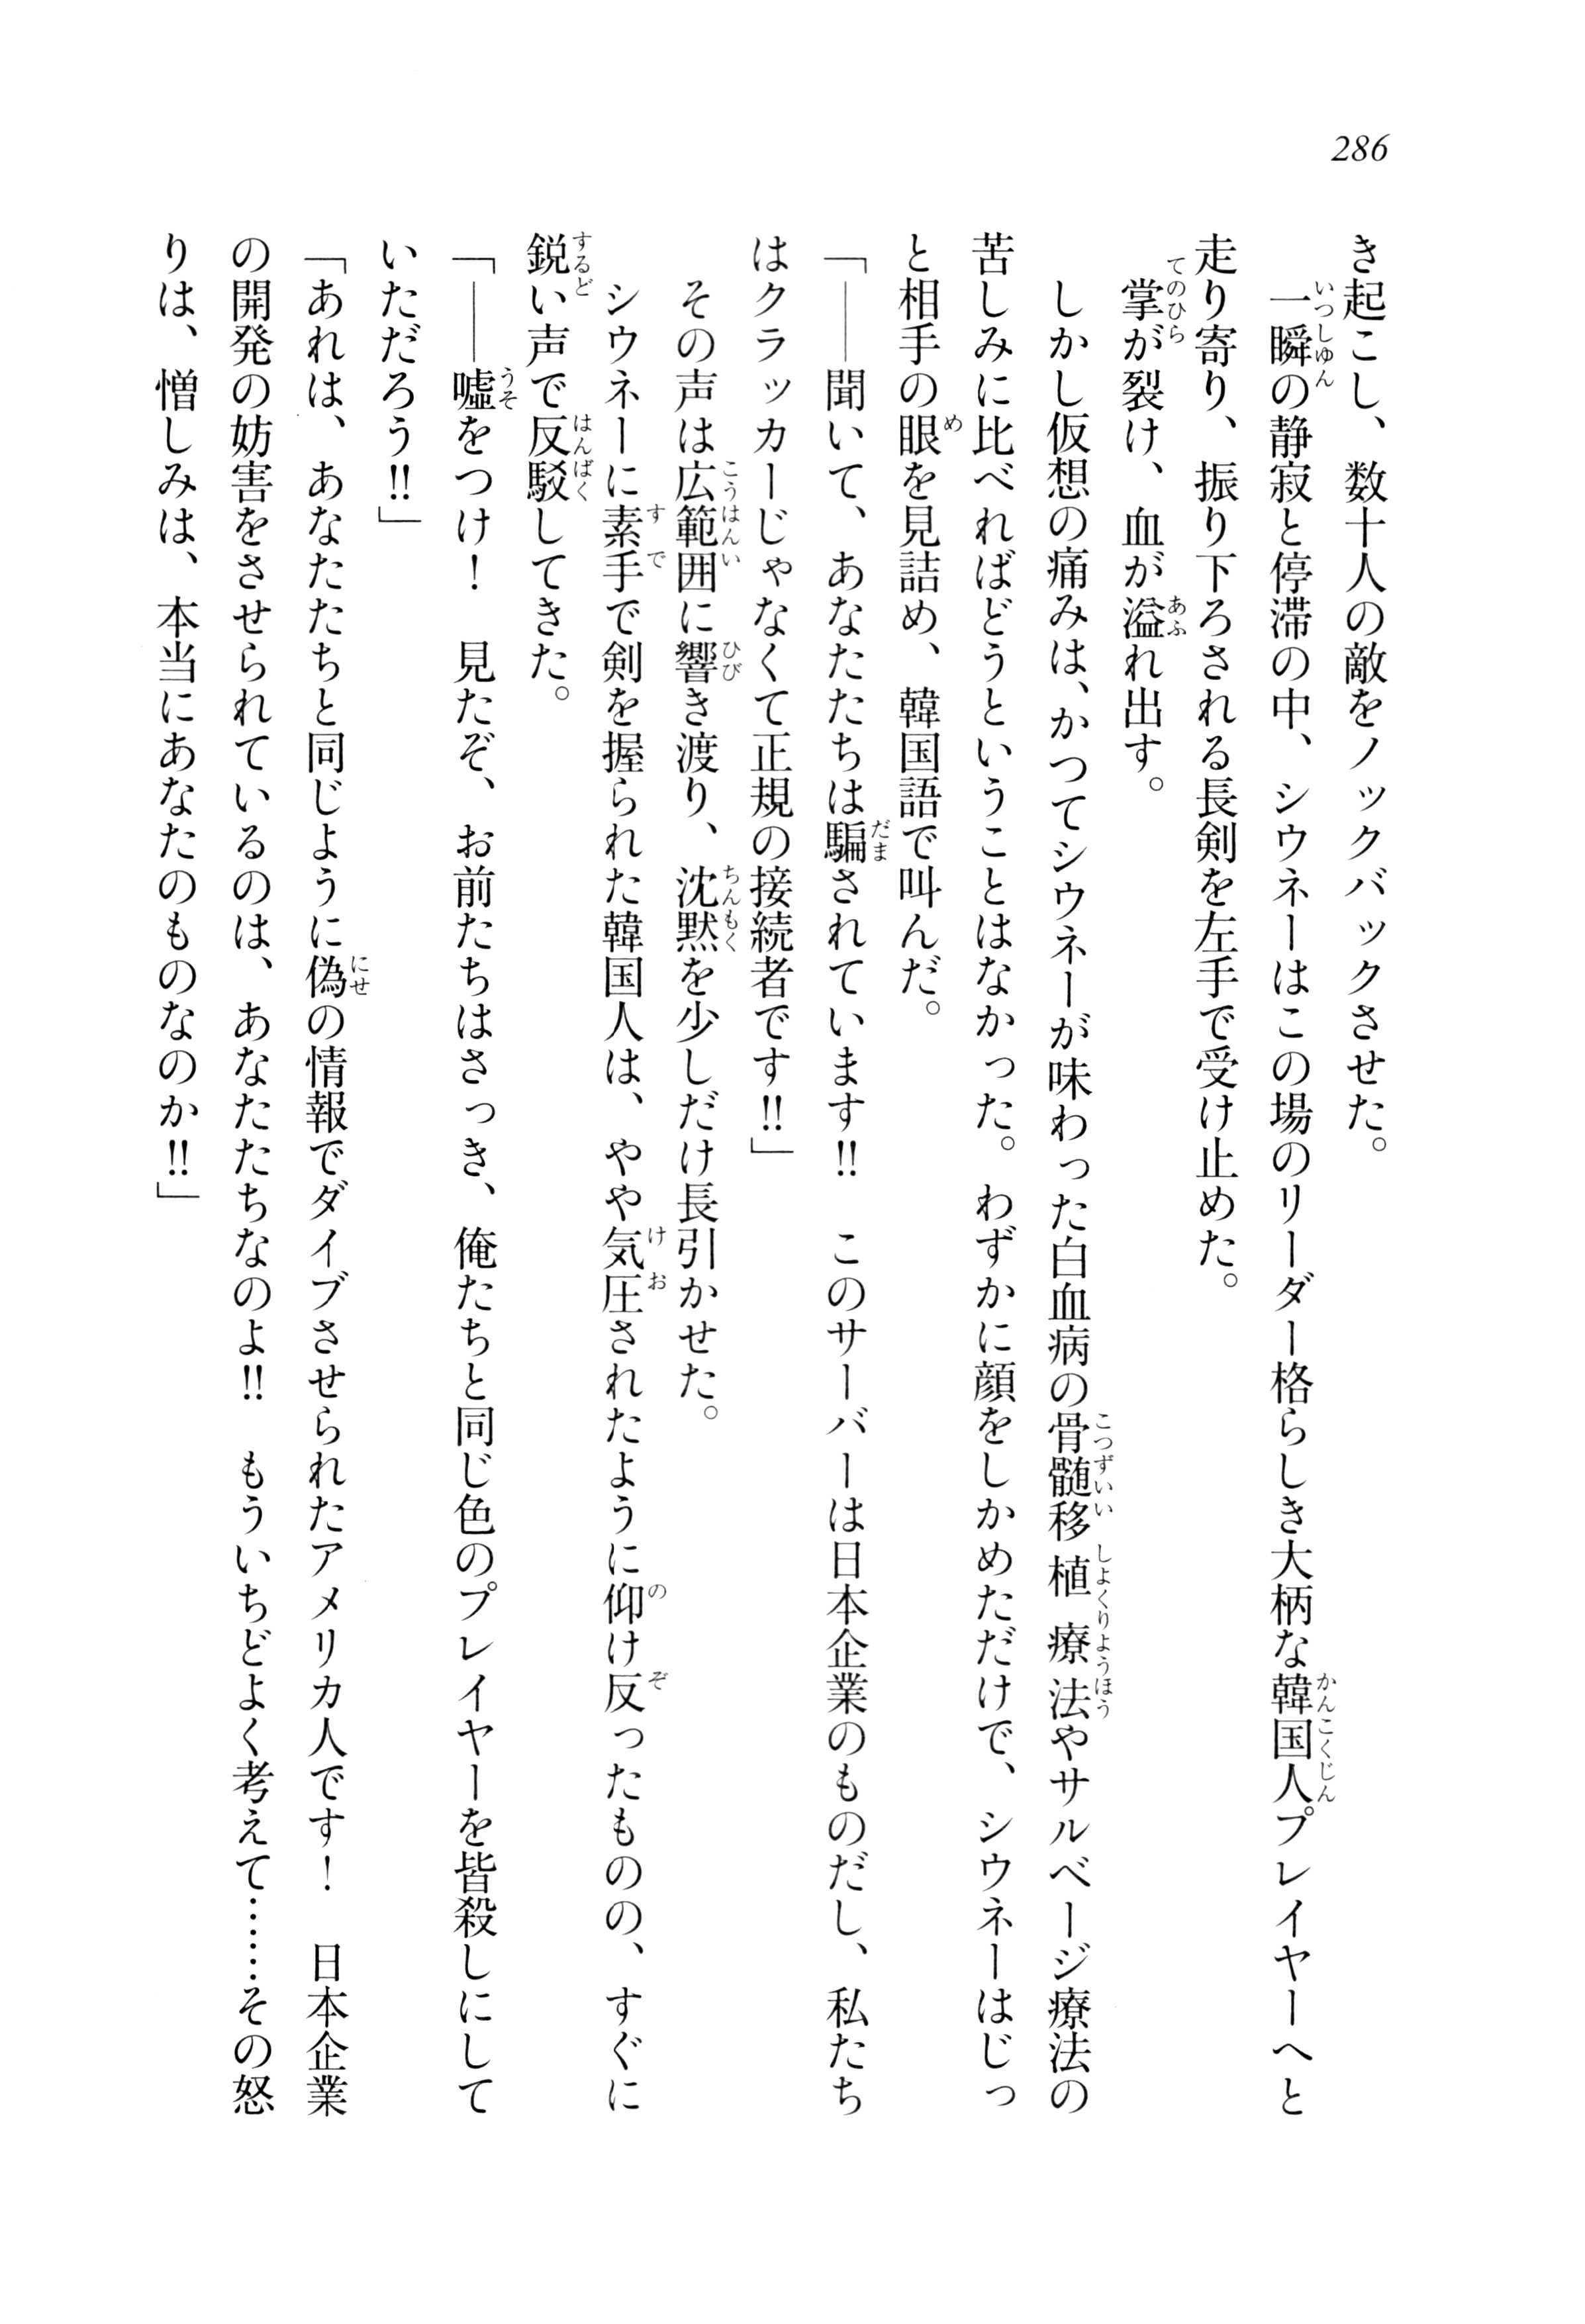 286
き起こし、数十人の敵をノックバックさせた。
　一瞬の静寂と停滞の中、シウネーはこの場のリーダー格らしき大柄な韓国人プレイヤーへと
走り寄り、振り下ろされる長剣を左手で受け止めた。
　掌が裂け、血が溢れ出す。
　しかし仮想の痛みは、かつてシウネーが味わった白血病の骨髄移植療法やサルベージ療法の
苦しみに比べればどうということはなかった。わずかに顔をしかめただけで、シウネーはじっ
と相手の眼を見詰め、韓国語で叫んだ。
「――聞いて、あなたたちは騙されています!!　このサーバーは日本企業のものだし、私たち
はクラッカーじゃなくて正規の接続者です!!」
　その声は広範囲に響き渡り、沈黙を少しだけ長引かせた。
　シウネーに素手で剣を握られた韓国人は、やや気圧されたように仰け反ったものの、すぐに
鋭い声で反駁してきた。
「――嘘をつけ！　見たぞ、お前たちはさっき、俺たちと同じ色のプレイヤーを皆殺しにして
いただろう!!」
「あれは、あなたたちと同じように偽の情報でダイブさせられたアメリカ人です！　日本企業
の開発の妨害をさせられているのは、あなたたちなのよ!!　もういちどよく考えて……その怒
りは、憎しみは、本当にあなたのものなのか!!」